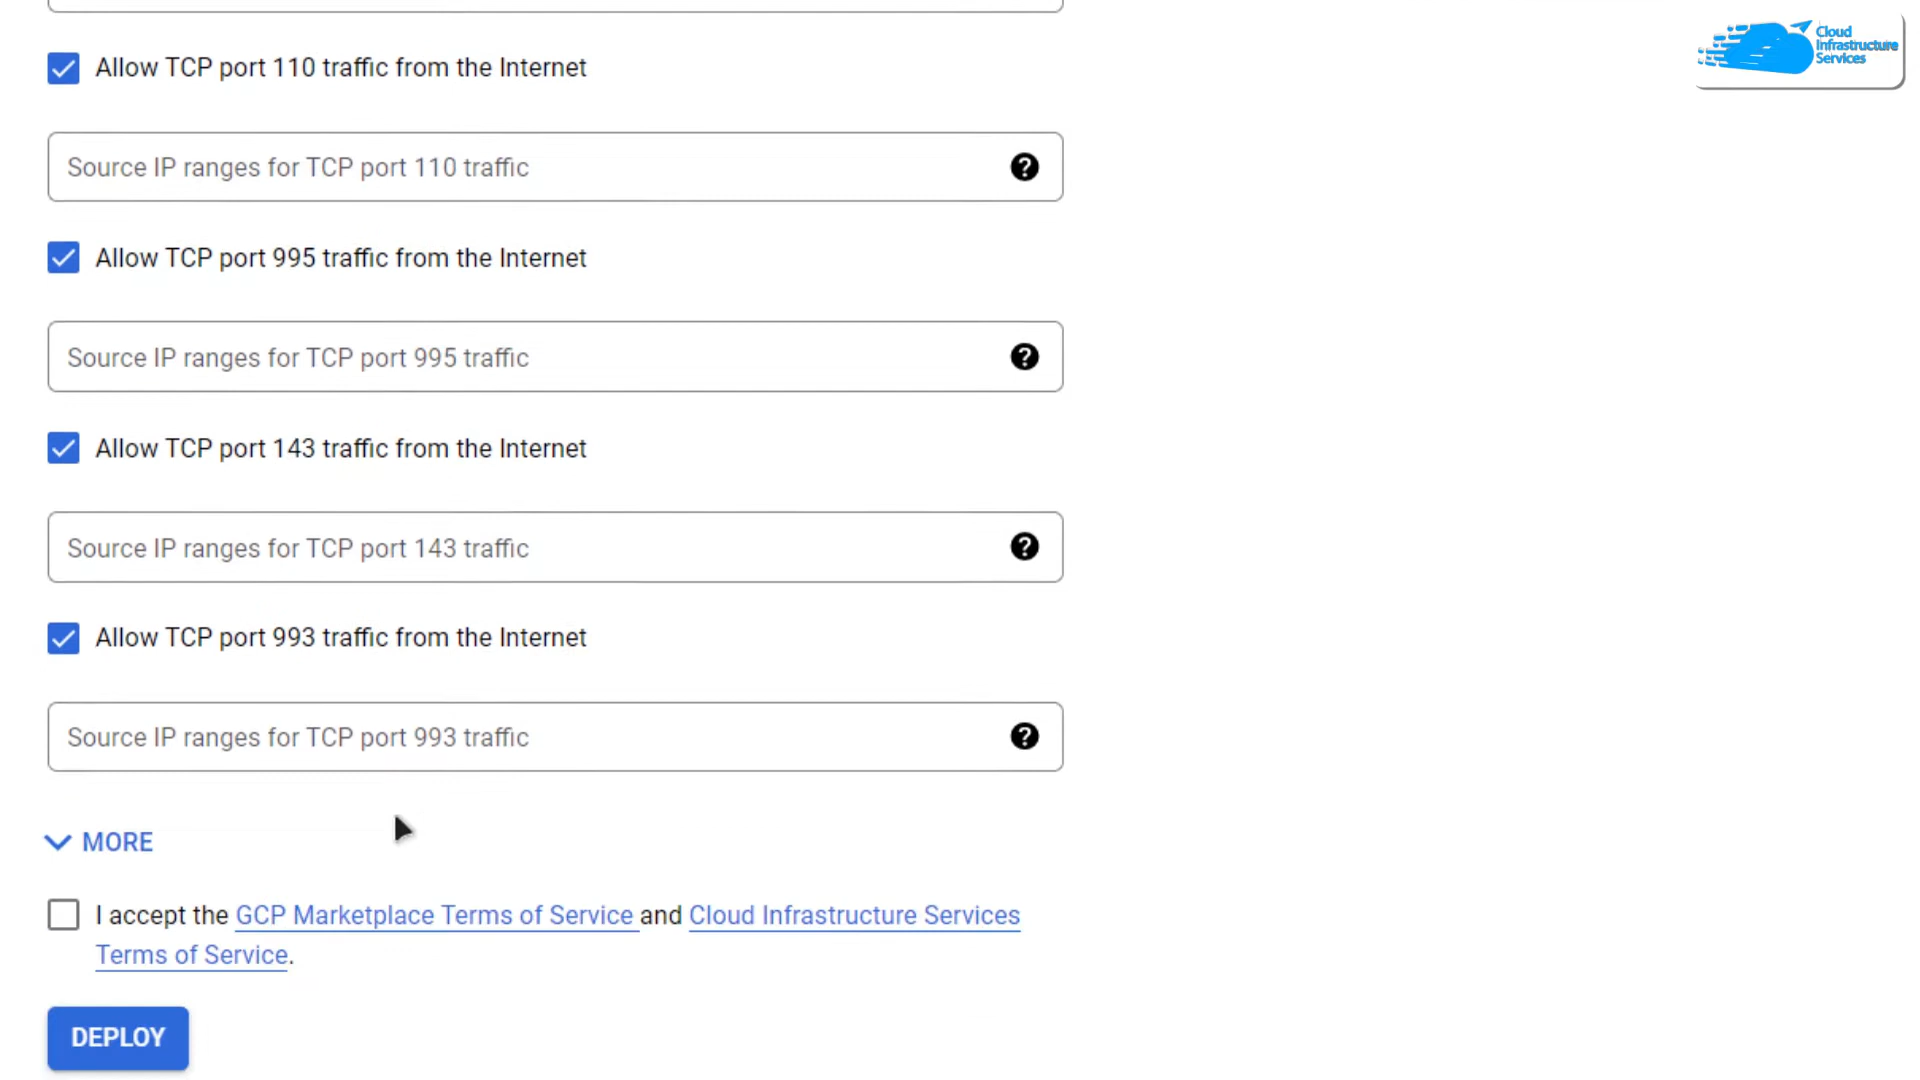 Cloud
Infrastructure
Services
Allow TCP port 110 traffic from the Internet
Source IP ranges for TCP port 110 traffic
Allow TCP port 995 traffic from the Internet
Source IP ranges for TCP port 995 traffic
Allow TCP port 143 traffic from the Internet
Source IP ranges for TCP port 143 traffic
Allow TCP port 993 traffic from the Internet
Source IP ranges for TCP port 993 traffic
MORE
I accept the GCP Marketplace Terms of Service and Cloud Infrastructure Services
Terms of Service.
DEPLOY